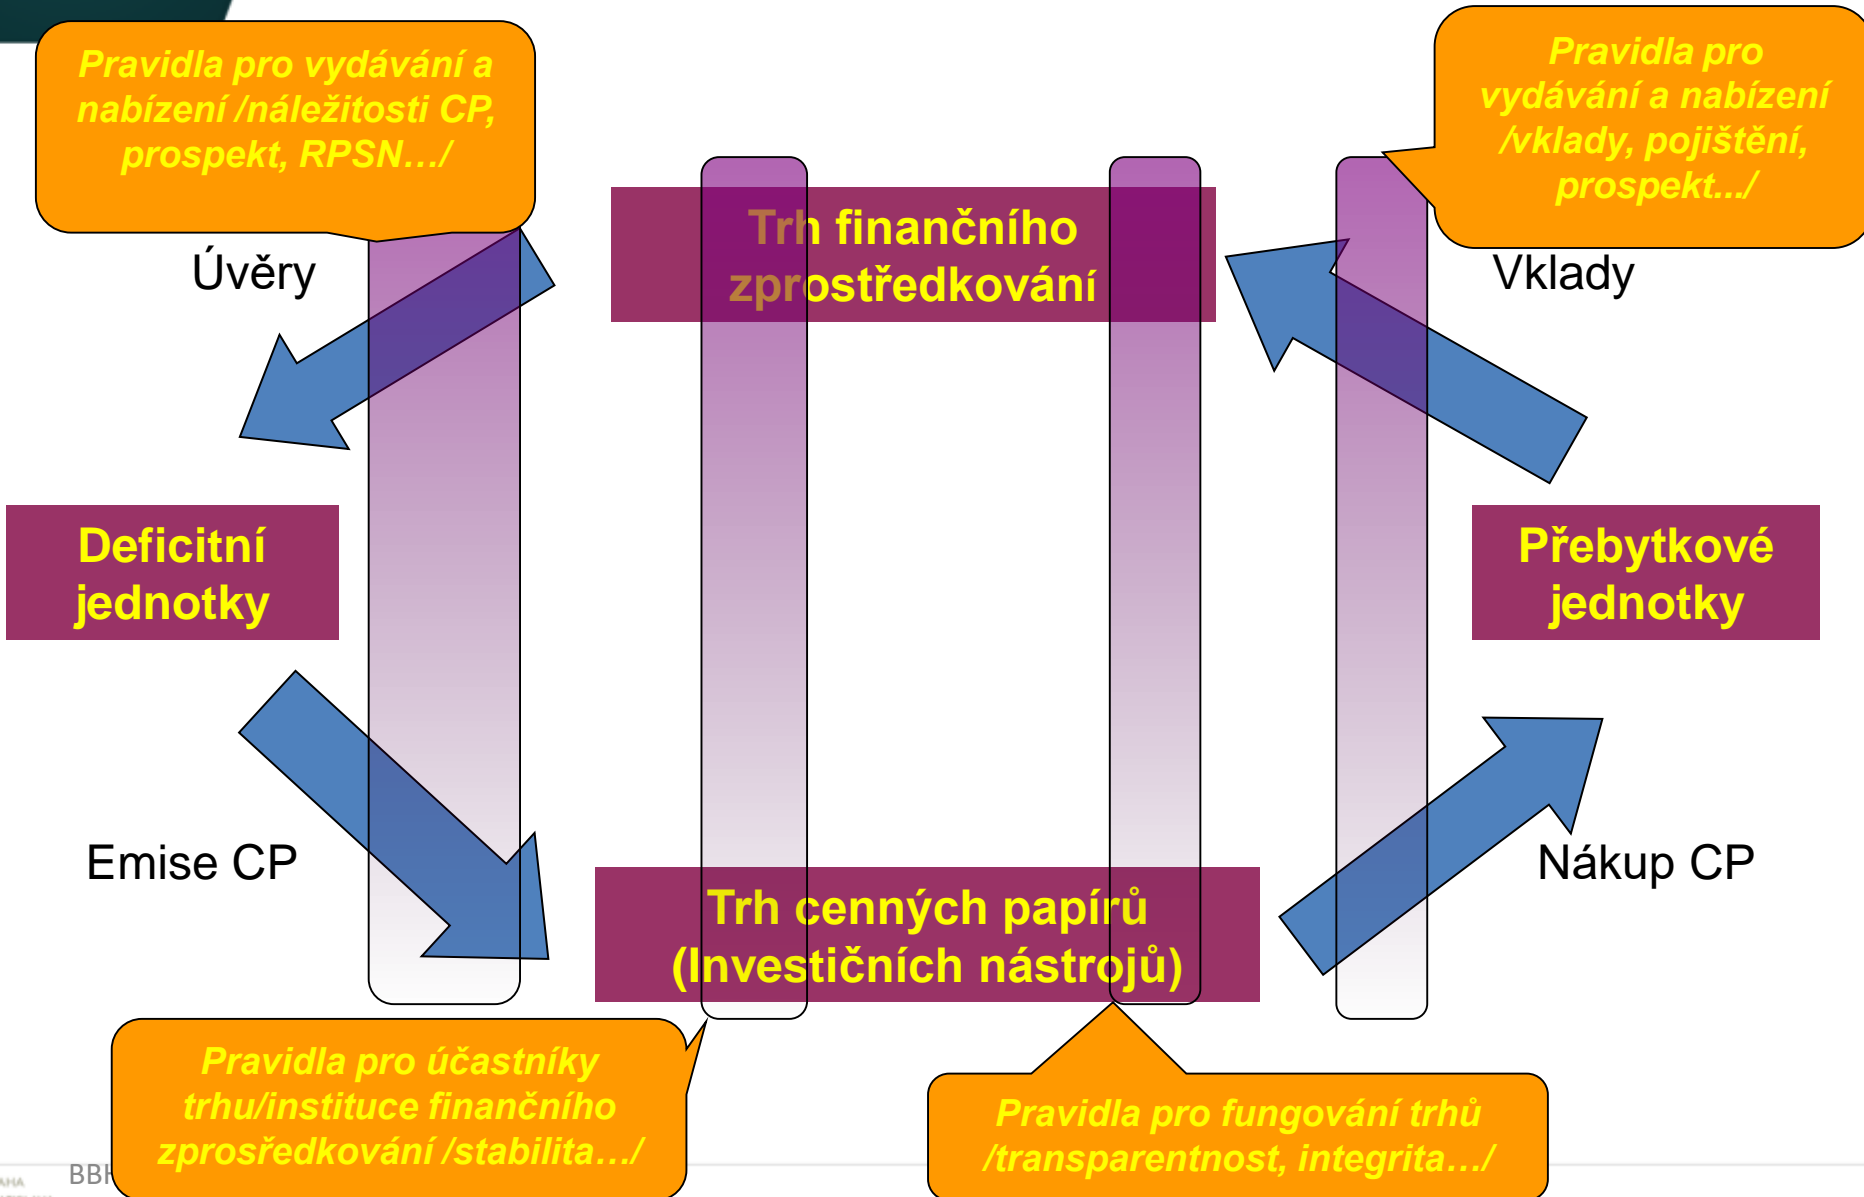 Pravidla pro vydávání a
nabízení /náležitosti CP,
prospekt, RPSN…/
Pravidla pro
vydávání a nabízení
/vklady, pojištění,
prospekt.../
Trh finančního
zprostředkování
Úvěry
Vklady
Deficitní
jednotky
Přebytkové
jednotky
Emise CP
Nákup CP
Trh cenných papírů
(Investičních nástrojů)
Pravidla pro účastníky
trhu/instituce finančního
zprosředkování /stabilita…/
Pravidla pro fungování trhů
/transparentnost, integrita…/